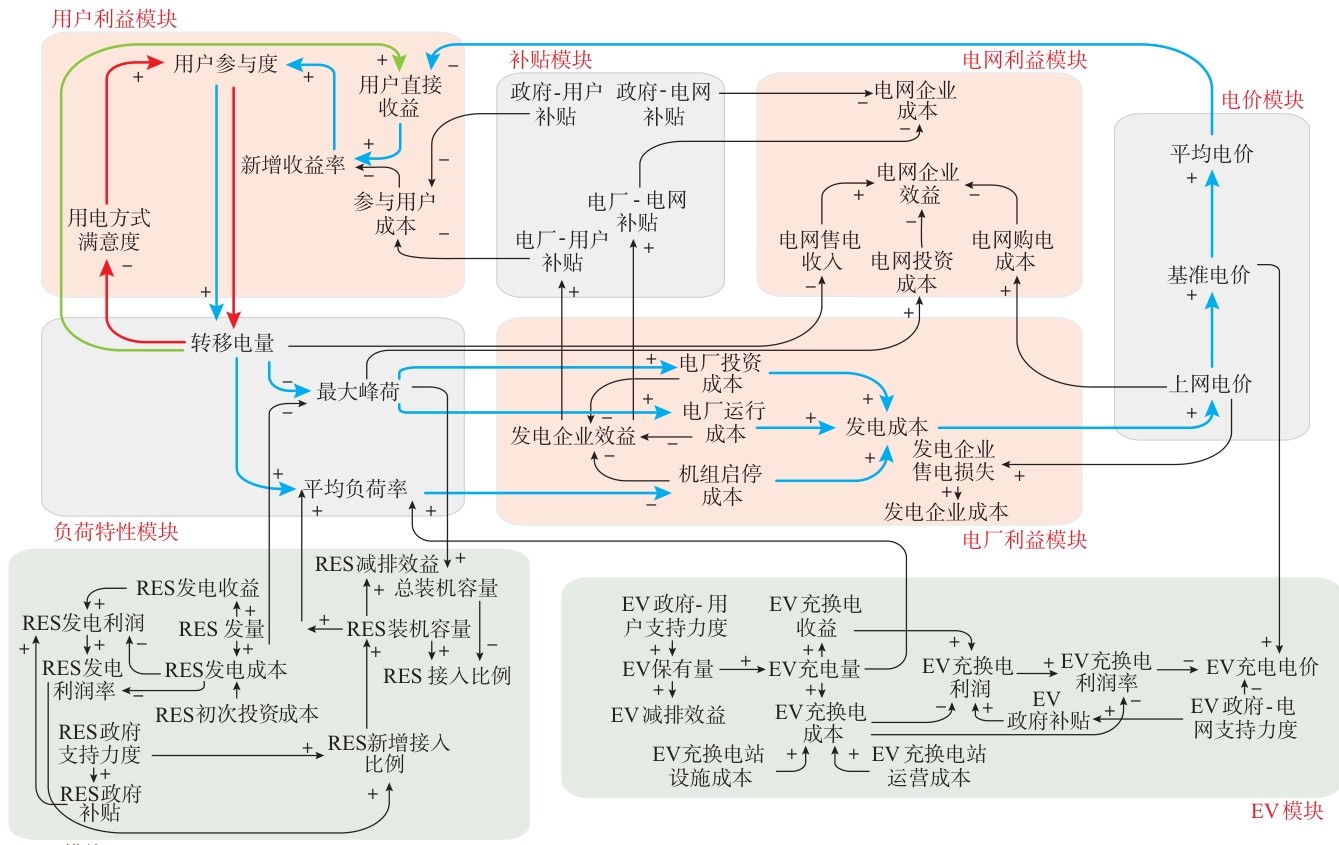 用户利益模块
用户参与度
用户直接
收益
新增收益率
参与用户
成本
用电方式
满意度
补贴模块
政府-用户
补贴
政府-电网
补贴
电厂-电网
补贴
电厂-用户
补贴
电网利益模块
电网企业
成本
电网企业
效益
电网售电
收入
电网投资
成本
电网购电
成本
电价模块
平均电价
基准电价
上网电价
转移电量
最大峰荷
平均负荷率
负荷特性模块
电厂投资
成本
电厂运行
成本
发电企业效益
机组启停
成本
发电成本
发电企业
售电损失
发电企业成本
电厂利益模块
RES减排效益
总装机容量
RES发电收益
RES发电利润
RES 发量
RES装机容量
RES发电
利润率
RES发电成本
RES 接入比例
RES初次投资成本
RES政府
支持力度
RES新增接入
比例
RES政府
补贴
EV政府-用
户支持力度
EV充换电
收益
EV保有量
EV充电量
EV充换电
利润
EV充换电
利润率
EV充电电价
EV减排效益
EV充换电
成本
EV
政府补贴
EV政府-电
网支持力度
EV充换电站
设施成本
EV充换电站
运营成本
EV模块